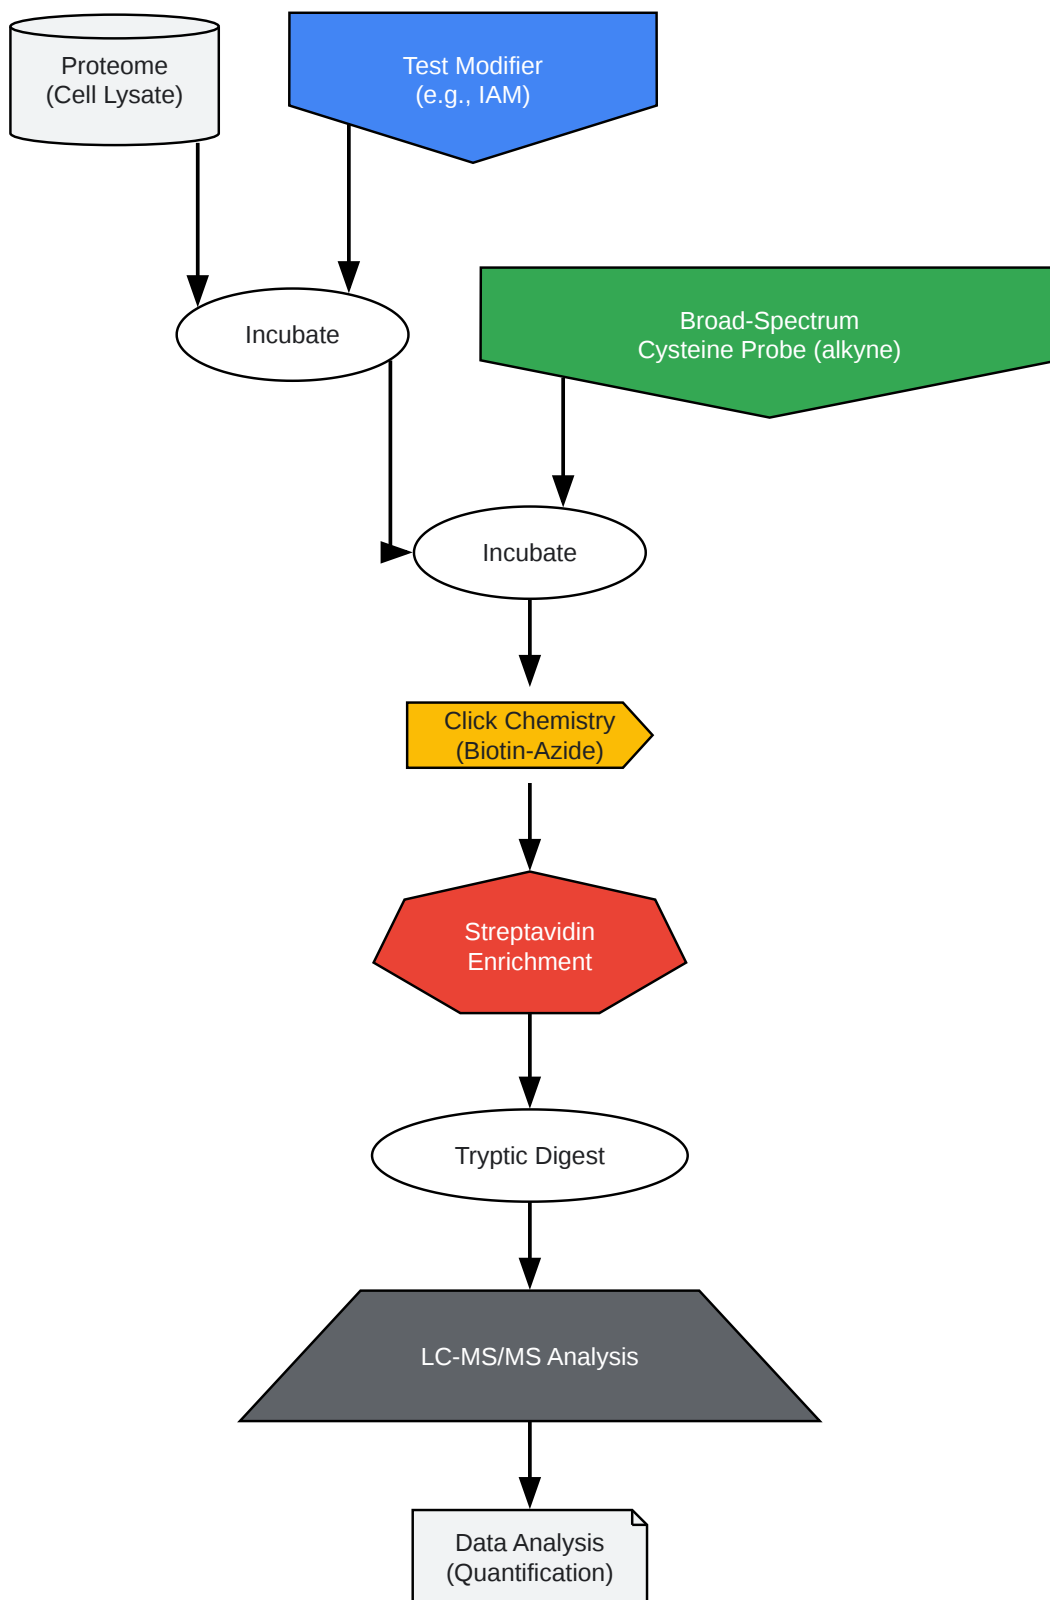 Proteome
(Cell Lysate)
Test Modifier
(e.g., IAM)
Incubate
Broad-Spectrum
Cysteine Probe (alkyne)
Incubate
Click Chemistry
(Biotin-Azide)
Streptavidin
Enrichment
Tryptic Digest
LC-MS/MS Analysis
Data Analysis
(Quantification)